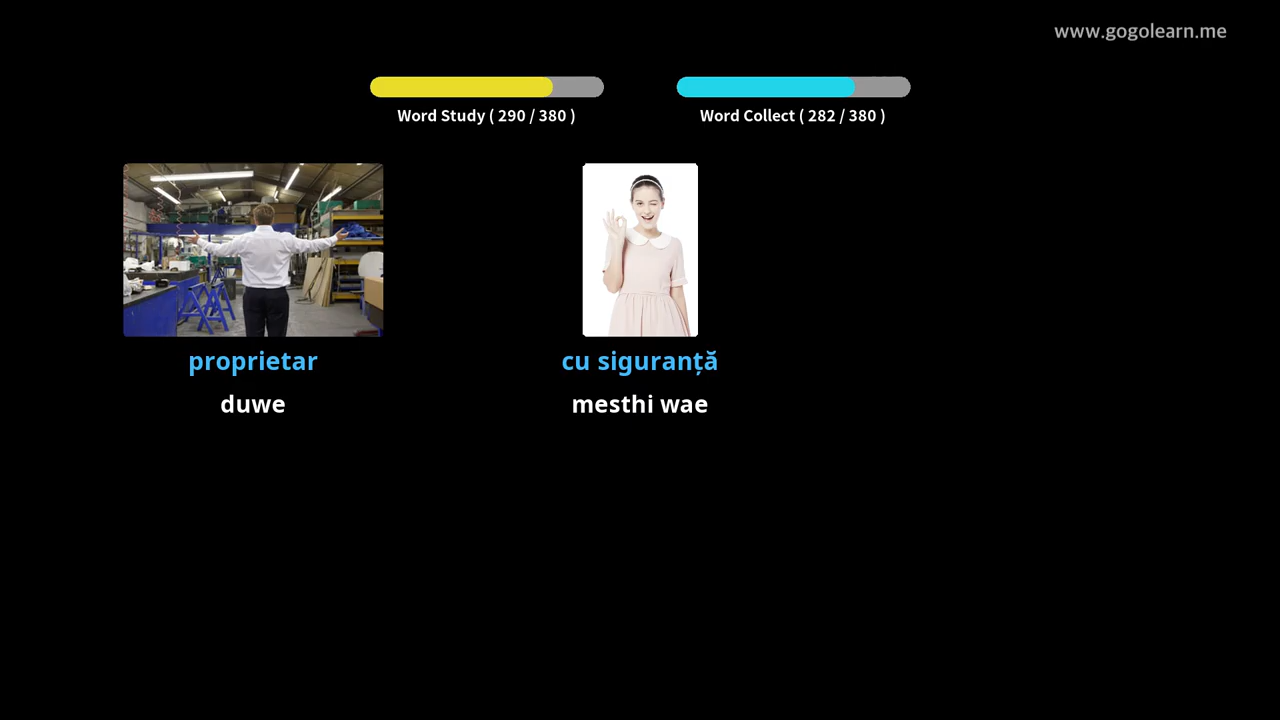 www.gogolearn.me
Word Study ( 290 / 380 )
Word Collect ( 282 / 380 )
proprietar
duwe
cu siguranță
mesthi wae